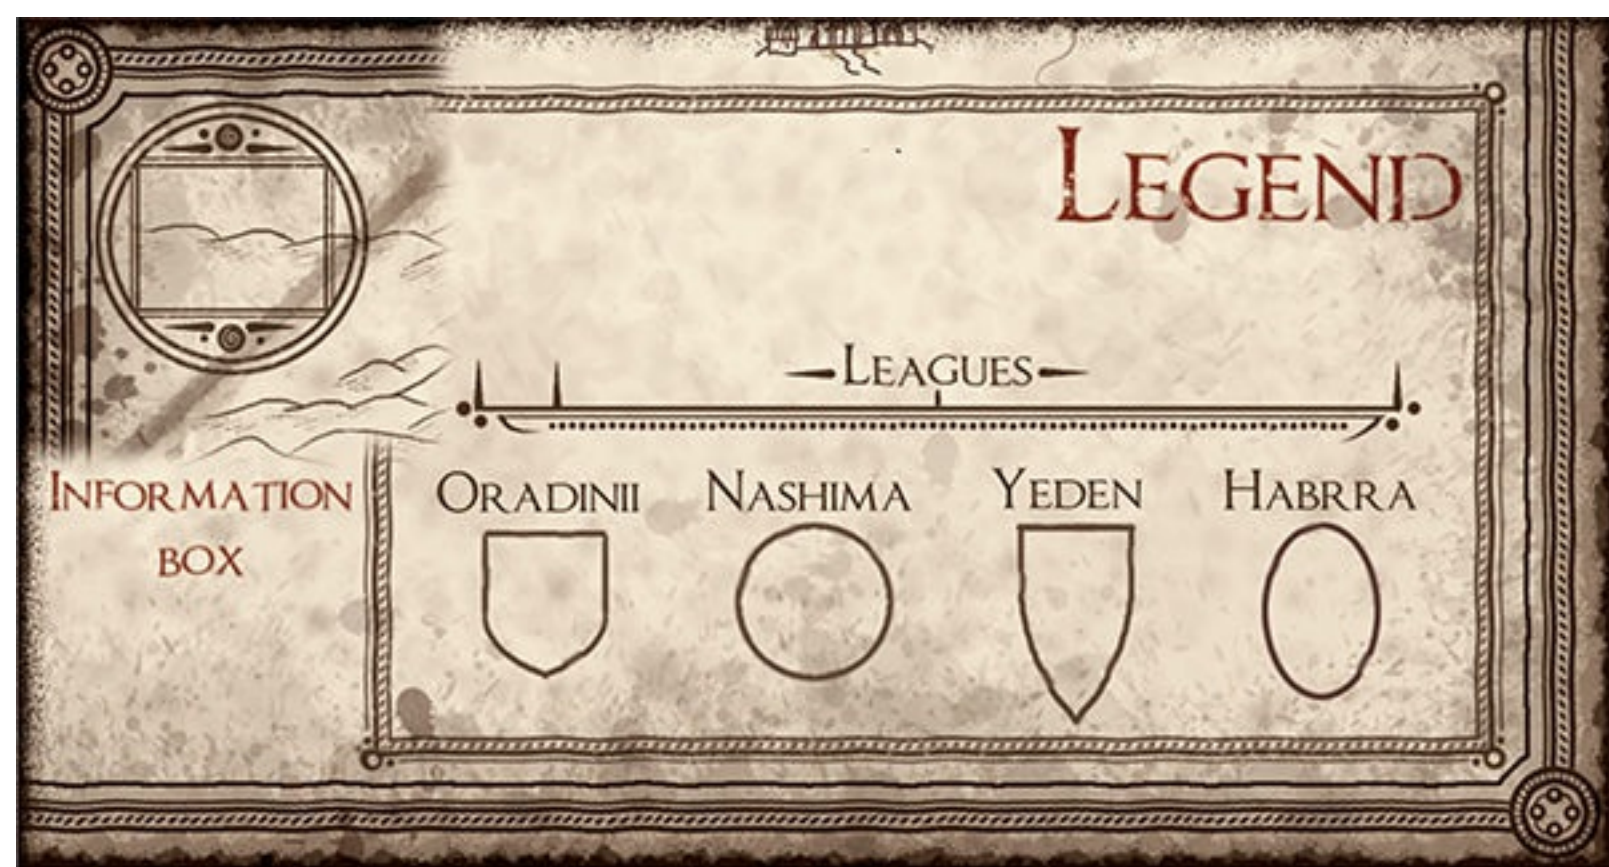 Legend
Leagues
Information
box
Oradinii Nashima Yeden Habrra